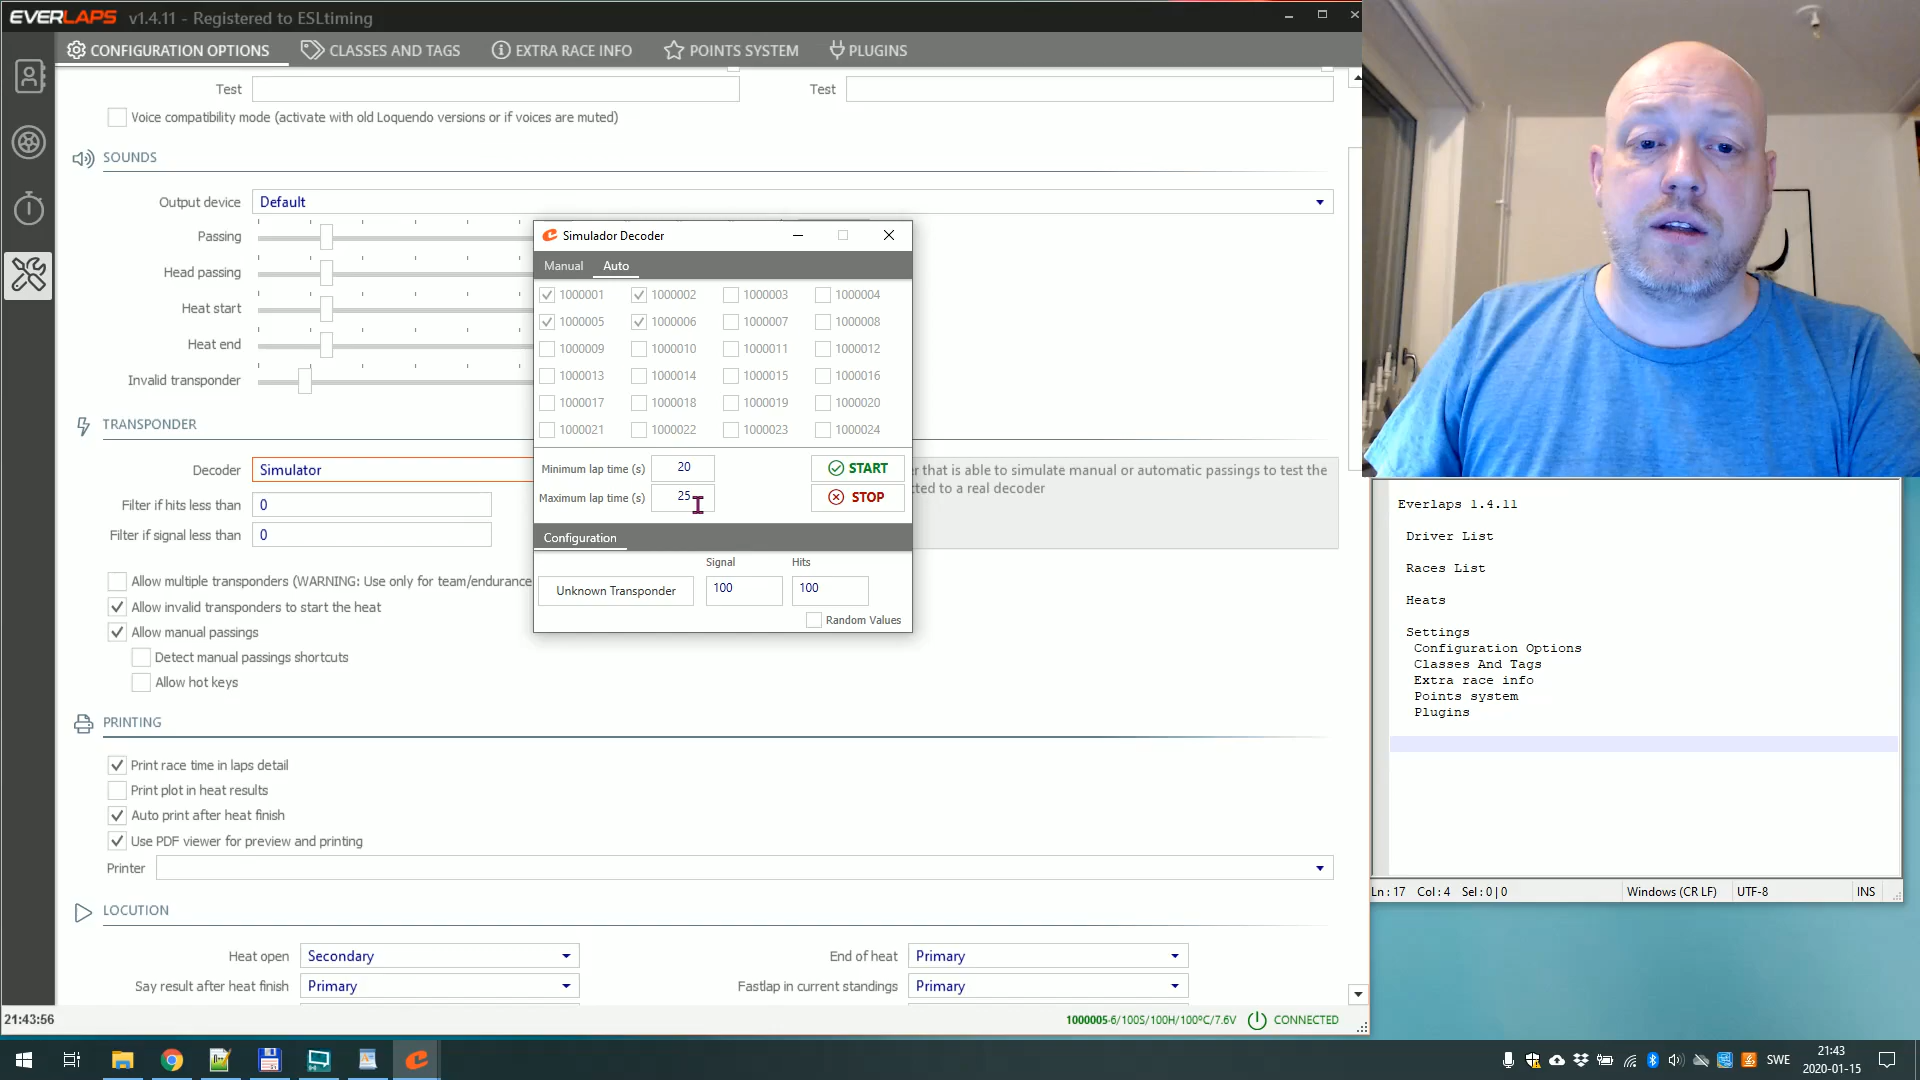 EVERLAPS v1.4.11 - Registered to ESLtiming
CONFIGURATION OPTIONS CLASSES AND TAGS EXTRA RACE INFO POINTS SYSTEM PLUGINS
Test Test
Voice compatibility mode (activate with old Loquendo versions or if voices are muted)
SOUNDS
Output device Default
Passing
Head passing
Heat start
Heat end
Invalid transponder
TRANSPONDER
Decoder Simulator
that is able to simulate manual or automatic passings to test the
cted to a real decoder
Filter if hits less than 0
Filter if signal less than 0
Allow multiple transponders (WARNING: Use only for team/endurance
Allow invalid transponders to start the heat
Allow manual passings
Detect manual passings shortcuts
Allow hot keys
PRINTING
Print race time in laps detail
Print plot in heat results
Auto print after heat finish
Use PDF viewer for preview and printing
Printer
LOCUTION
Heat open Secondary End of heat Primary
Say result after heat finish Primary Fastlap in current standings Primary
21:43:56 1000005-6/100S/100H/100ºC/7.6V CONNECTED
Simulador Decoder
Manual Auto
1000001 1000002 1000003 1000004
1000005 1000006 1000007 1000008
1000009 1000010 1000011 1000012
1000013 1000014 1000015 1000016
1000017 1000018 1000019 1000020
1000021 1000022 1000023 1000024
Minimum lap time (s) 20 START
Maximum lap time (s) 25 STOP
Configuration
Signal Hits
Unknown Transponder 100 100
Random Values
Everlaps 1.4.11
Driver List
Races List
Heats
Settings
Configuration Options
Classes And Tags
Extra race info
Points system
Plugins
Ln : 17 Col : 4 Sel : 0 | 0 Windows (CR LF) UTF-8 INS
SWE 21:43
2020-01-15